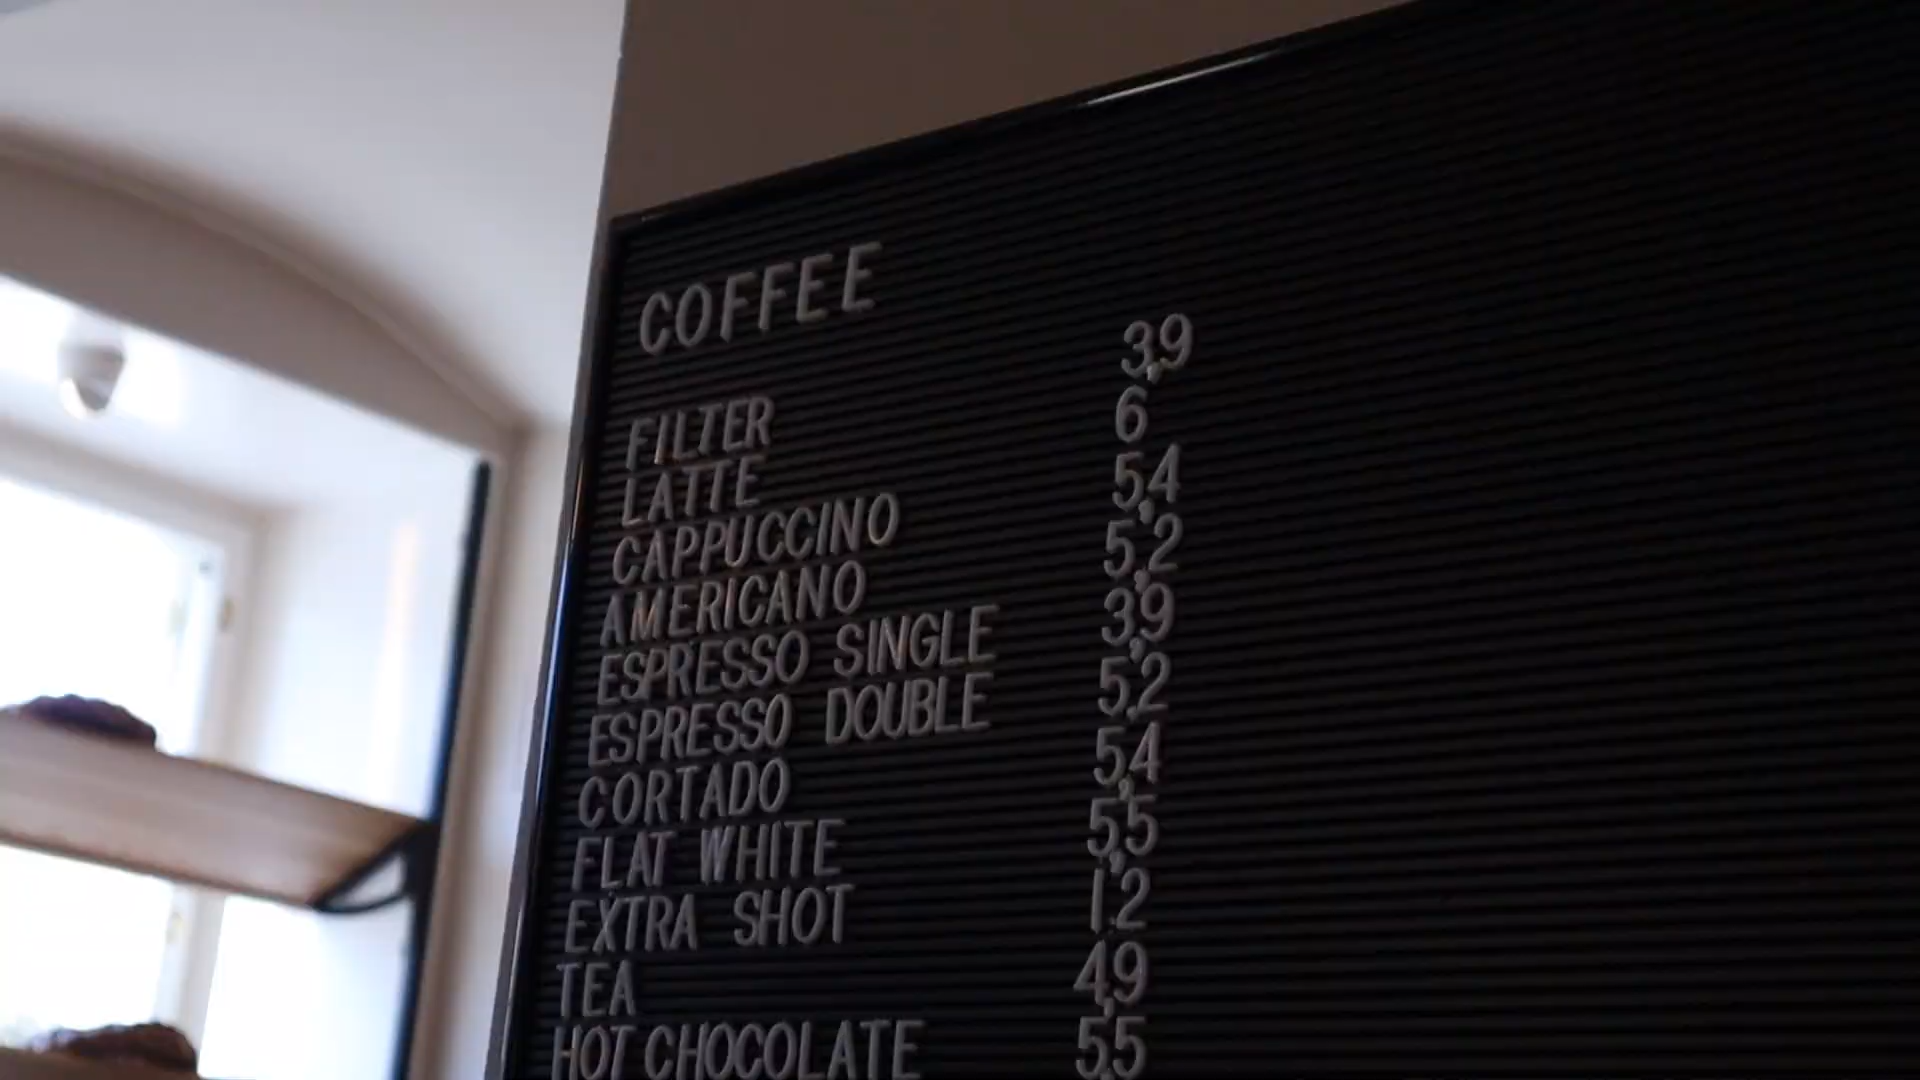 COFFEE
FILTER 3,9
LATTE 6
CAPPUCCINO 5,4
AMERICANO 5,2
ESPRESSO SINGLE 3,9
ESPRESSO DOUBLE 5,2
CORTADO 5,4
FLAT WHITE 5,5
EXTRA SHOT 1,2
TEA 4,9
HOT CHOCOLATE 5,5